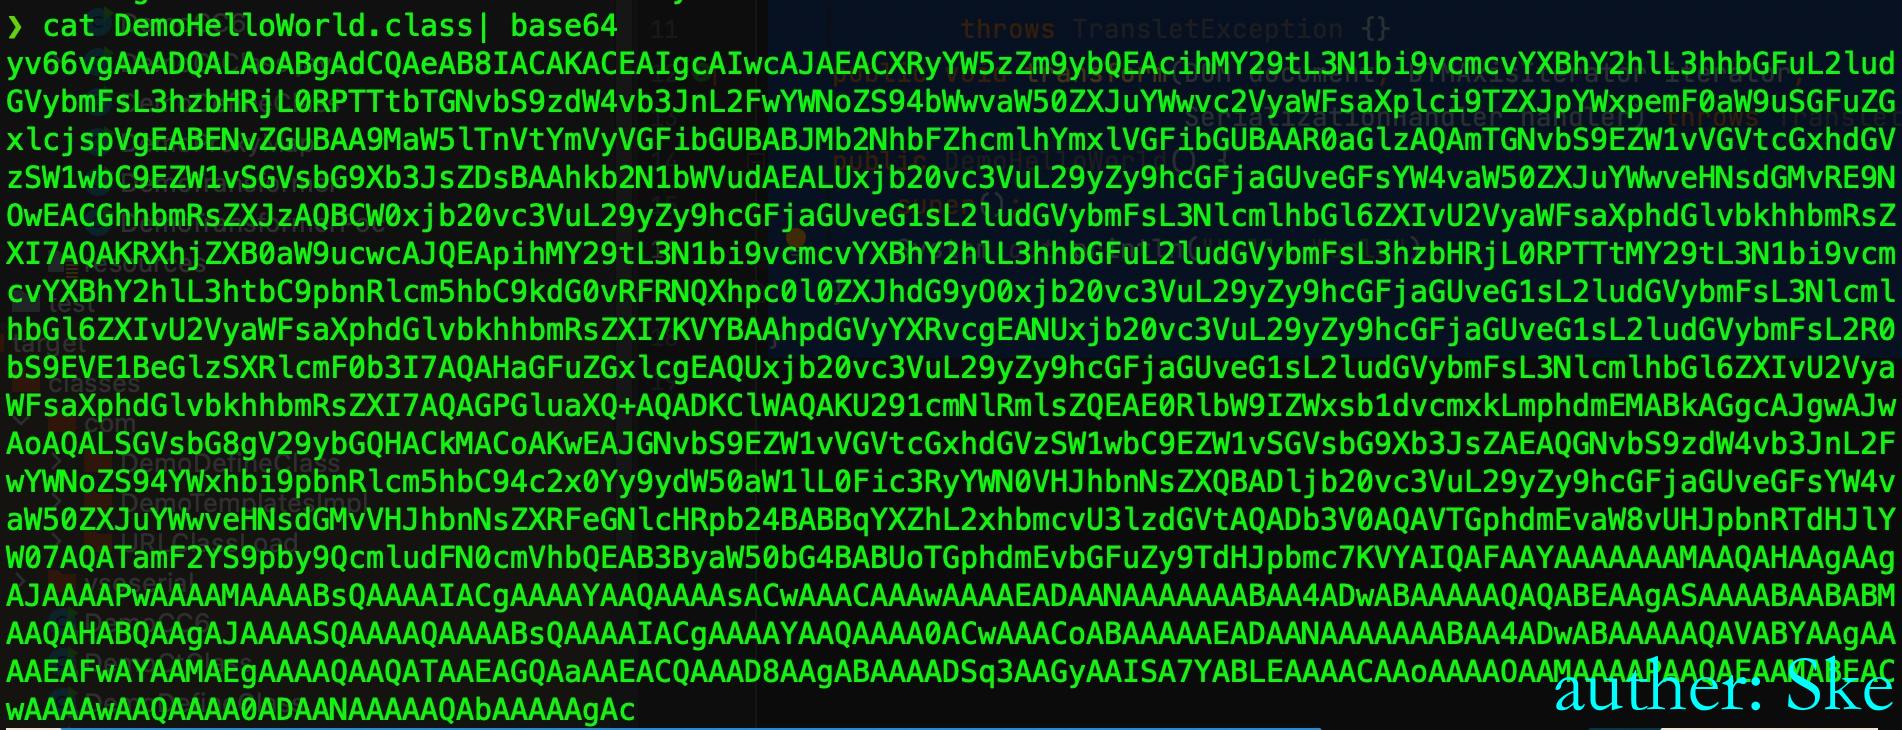 ❯ cat DemoHelloWorld.class| base64
yv66vgAAADQALAoABgAdCQAeAB8IACAKACEAIgcAIwcAJAEACXRyYW5zZm9ybQEAcihMY29tL3N1bi9vcmcvYXBhY2hlL3hhbGFuL2lud
GVybmFsL3hzbHRjL0RPTTtbTGNvbS9zdW4vb3JnL2FwYWNoZS94bWwvaW50ZXJuYWwvc2VyaWFsaXplci9TZXJpYWxpemF0aW9uSGFuZG
xlcjspVgEABENvZGUBAA9MaW5lTnVtYmVyVGFibGUBABJMb2NhbFZhcmlhYmxlVGFibGUBAAR0aGlzAQAmTGNvbS9EZW1vVGVtcGxhdGV
zSW1wbC9EZW1vSGVsbG9Xb3JsZDsBAAhkb2N1bWVudAEALUxjb20vc3VuL29yZy9hcGFjaGUveGFsYW4vaW50ZXJuYWwveHNsdGMvRE9N
OwEACGhhbmRsZXJzAQBCW0xjb20vc3VuL29yZy9hcGFjaGUveG1sL2ludGVybmFsL3NlcmlhbGl6ZXIvU2VyaWFsaXphdGlvbkhhbmRsZ
XI7AQAKRXhjZXB0aW9ucwcAJQEApihMY29tL3N1bi9vcmcvYXBhY2hlL3hhbGFuL2ludGVybmFsL3hzbHRjL0RPTTtMY29tL3N1bi9vcm
cvYXBhY2hlL3htbC9pbnRlcm5hbC9kdG0vRFRNQXhpc0l0ZXJhdG9yO0xjb20vc3VuL29yZy9hcGFjaGUveG1sL2ludGVybmFsL3Nlcml
hbGl6ZXIvU2VyaWFsaXphdGlvbkhhbmRsZXI7KVYBAAhpdGVyYXRvcgEANUxjb20vc3VuL29yZy9hcGFjaGUveG1sL2ludGVybmFsL2R0
bS9EVE1BeGlzSXRlcmF0b3I7AQAHaGFuZGxlcgEAQUxjb20vc3VuL29yZy9hcGFjaGUveG1sL2ludGVybmFsL3NlcmlhbGl6ZXIvU2Vya
WFsaXphdGlvbkhhbmRsZXI7AQAGPGluaXQ+AQADKClWAQAKU291cmNlRmlsZQEAE0RlbW9IZWxsb1dvcmxkLmphdmEMABkAGgcAJgwAJw
AoAQALSGVsbG8gV29ybGQHACkMACoAKwEAJGNvbS9EZW1vVGVtcGxhdGVzSW1wbC9EZW1vSGVsbG9Xb3JsZAEAQGNvbS9zdW4vb3JnL2F
wYWNoZS94YWxhbi9pbnRlcm5hbC94c2x0Yy9ydW50aW1lL0Fic3RyYWN0VHJhbnNsZXQBADljb20vc3VuL29yZy9hcGFjaGUveGFsYW4v
aW50ZXJuYWwveHNsdGMvVHJhbnNsZXRFeGNlcHRpb24BABBqYXZhL2xhbmcvU3lzdGVtAQADb3V0AQAVTGphdmEvaW8vUHJpbnRTdHJlY
W07AQATamF2YS9pby9QcmludFN0cmVhbQEAB3ByaW50bG4BABUoTGphdmEvbGFuZy9TdHJpbmc7KVYAIQAFAAYAAAAAAAMAAQAHAAgAAg
AJAAAAPwAAAAMAAAABsQAAAAIACgAAAAYAAQAAAAsACwAAACAAAwAAAAEADAANAAAAAAABAA4ADwABAAAAAQAQABEAAgASAAAABAABABM
AAQAHABQAAgAJAAAASQAAAAQAAAABsQAAAAIACgAAAAYAAQAAAA0ACwAAACoABAAAAAEADAANAAAAAAABAA4ADwABAAAAAQAVABYAAgAA
AAEAFwAYAAMAEgAAAAQAAQATAAEAGQAaAAEACQAAAD8AAgABAAAADSq3AAGyAAISA7YABLEAAAACAAoAAAAOAAMAAAAPAAQAEAAMABEAC
wAAAAwAAQAAAA0ADAANAAAAAQAbAAAAAgAc
auther: Ske